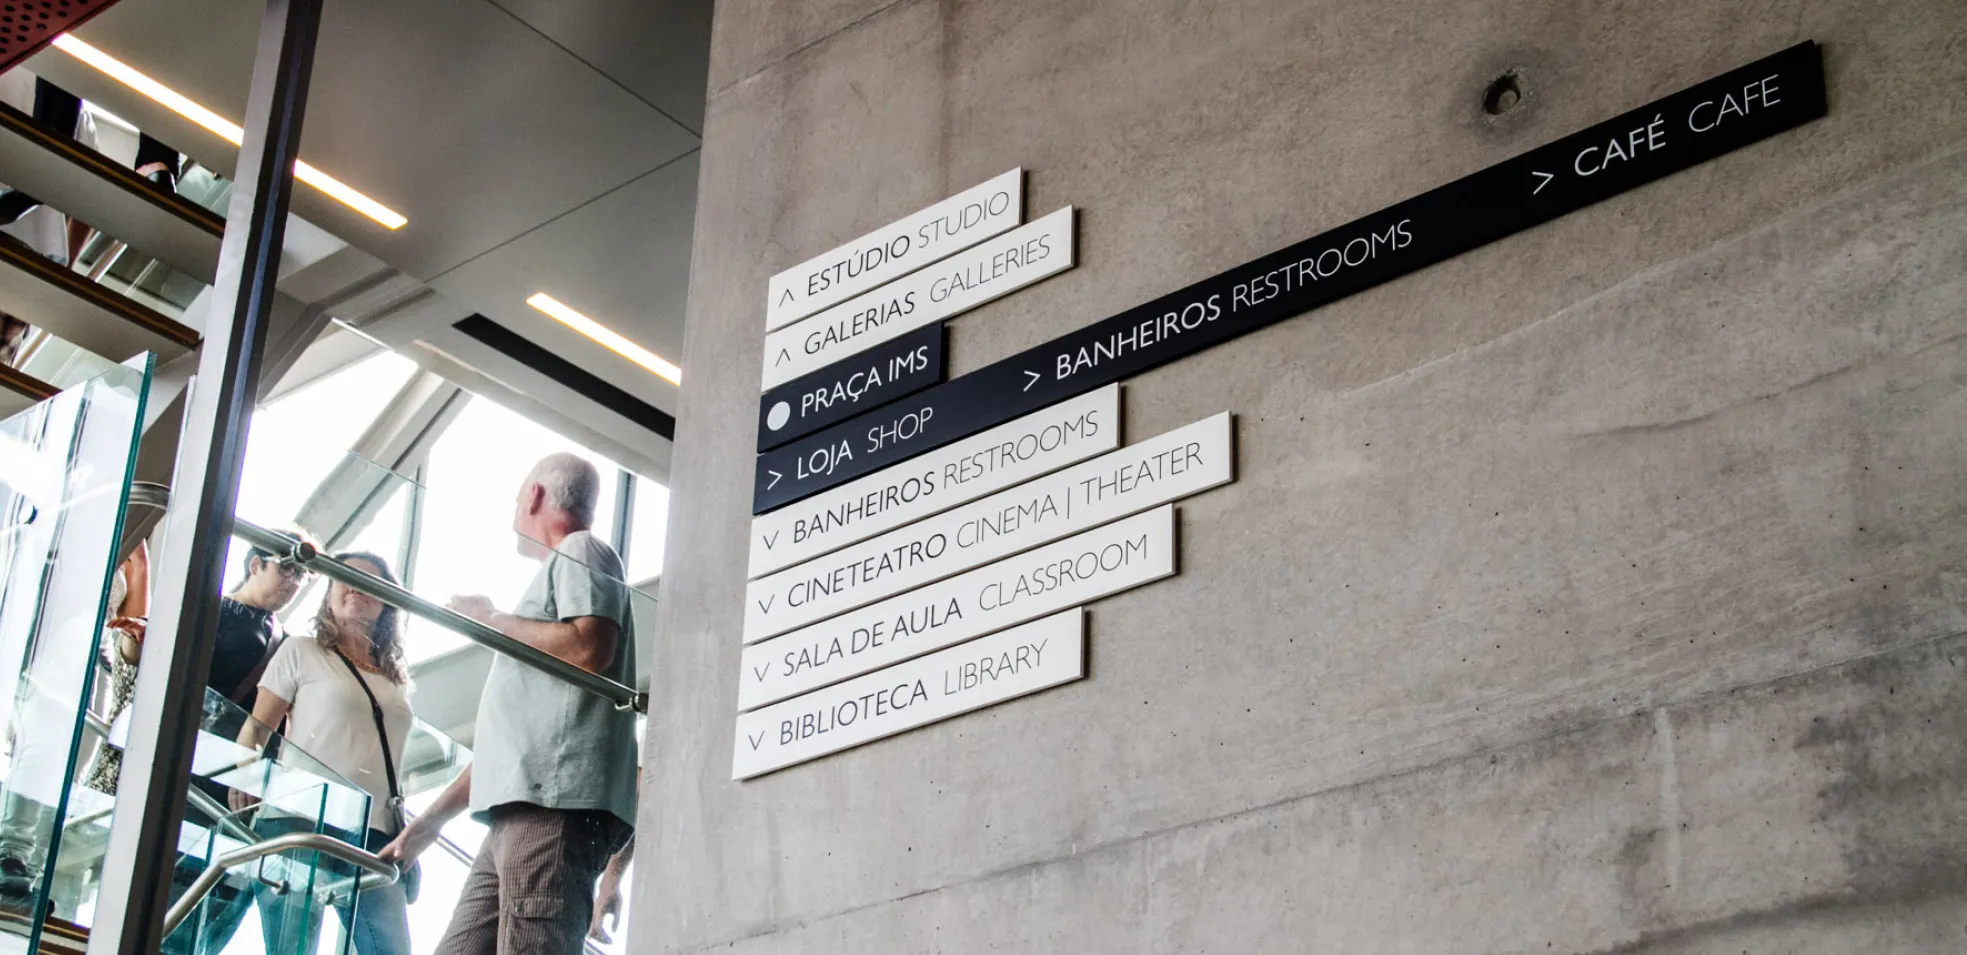 ˄ ESTÚDIO STUDIO
˄ GALERIAS GALLERIES
● PRAÇA IMS
> LOJA SHOP > BANHEIROS RESTROOMS > CAFÉ CAFE
˅ BANHEIROS RESTROOMS
˅ CINETEATRO CINEMA | THEATER
˅ SALA DE AULA CLASSROOM
˅ BIBLIOTECA LIBRARY